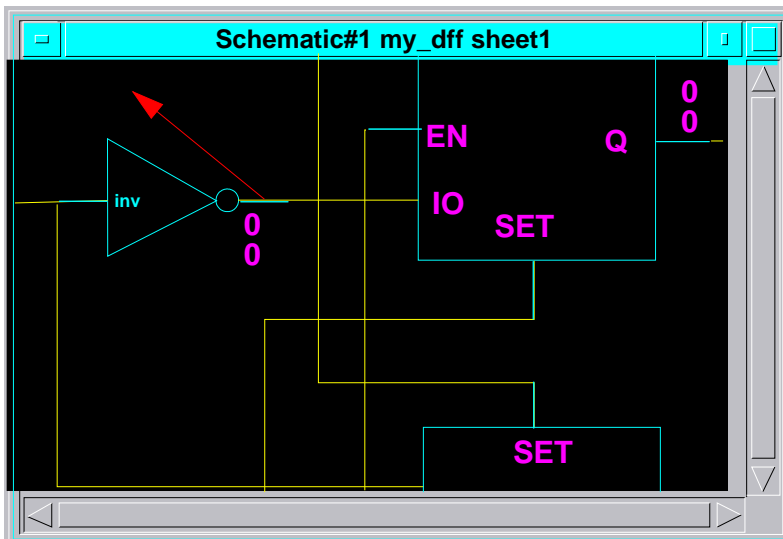 Schematic#1 my_dff sheet1
0
0
EN
Q
inv
IO
0
0
SET
SET